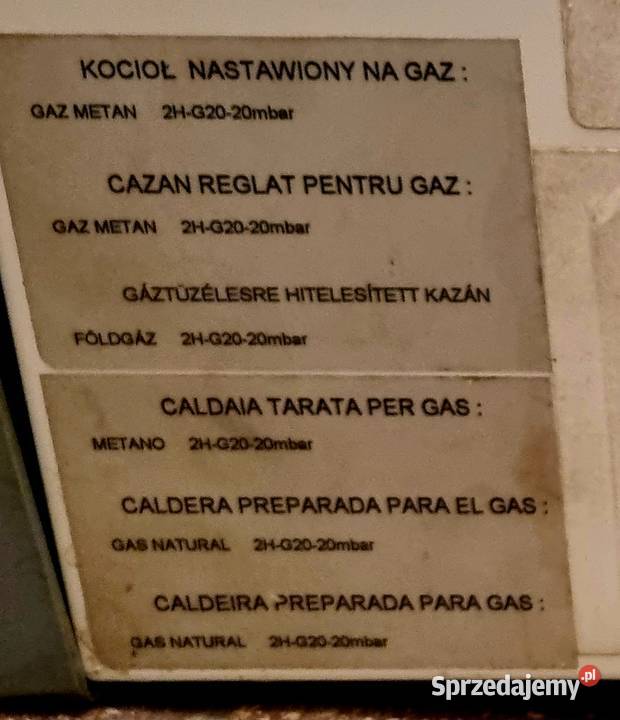 KOCIOŁ NASTAWIONY NA GAZ :
GAZ METAN 2H-G20-20mbar
CAZAN REGLAT PENTRU GAZ :
GAZ METAN 2H-G20-20mbar
GÁZTÜZÉLESRE HITELESÍTETT KAZÁN
FÖLDGÁZ 2H-G20-20mbar
CALDAIA TARATA PER GAS :
METANO 2H-G20-20mbar
CALDERA PREPARADA PARA EL GAS :
GAS NATURAL 2H-G20-20mbar
CALDEIRA PREPARADA PARA GAS :
GAS NATURAL 2H-G20-20mbar
Sprzedajemy.pl